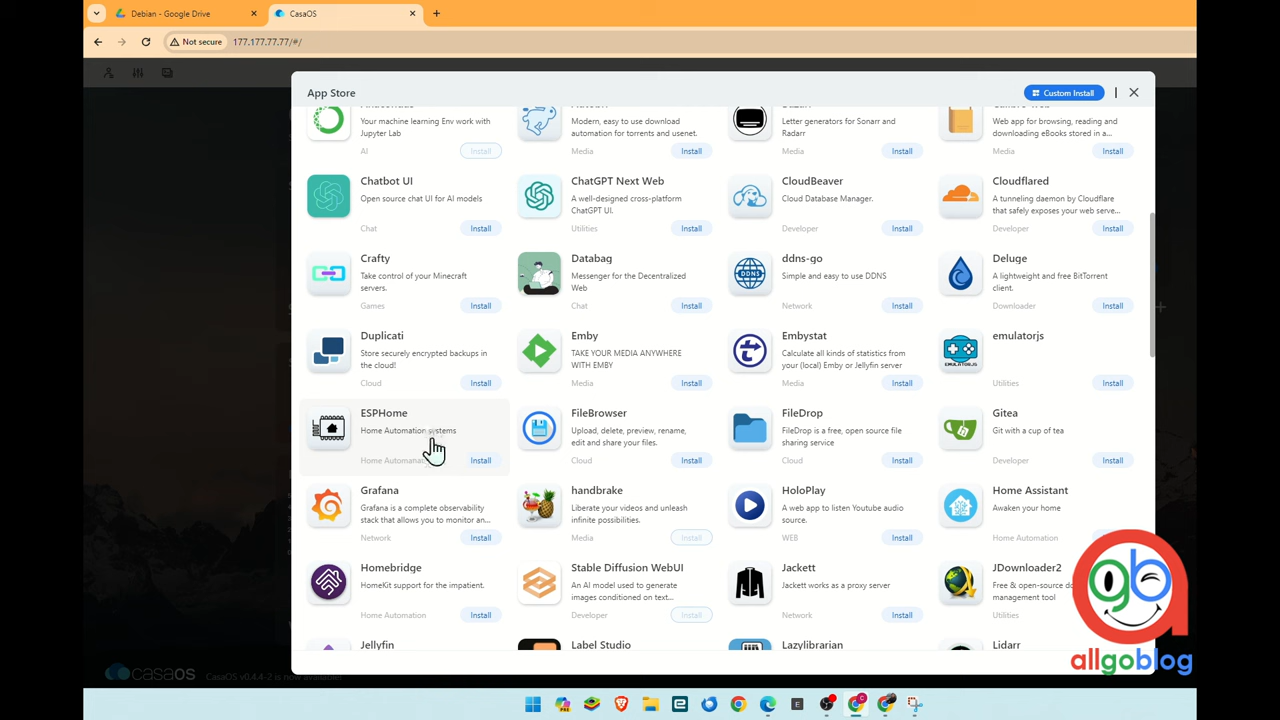 Debian - Google Drive
CasaOS
Not secure
177.177.77.77/#/
App Store
Custom Install
Your machine learning Env work with
Jupyter Lab
AI
Install
Modern, easy to use download
automation for torrents and usenet.
Media
Install
Letter generators for Sonarr and
Radarr
Media
Install
Web app for browsing, reading and
downloading eBooks stored in a...
Media
Install
Chatbot UI
Open source chat UI for AI models
Chat
Install
ChatGPT Next Web
A well-designed cross-platform
ChatGPT UI.
Utilities
Install
CloudBeaver
Cloud Database Manager.
Developer
Install
Cloudflared
A tunneling daemon by Cloudflare
that safely exposes your web serve...
Developer
Install
Crafty
Take control of your Minecraft
servers.
Games
Install
Databag
Messenger for the Decentralized
Web
Chat
Install
DDNS
ddns-go
Simple and easy to use DDNS
Network
Install
Deluge
A lightweight and free BitTorrent
client.
Downloader
Install
Duplicati
Store securely encrypted backups in
the cloud!
Cloud
Install
Emby
TAKE YOUR MEDIA ANYWHERE
WITH EMBY
Media
Install
Embystat
Calculate all kinds of statistics from
your (local) Emby or Jellyfin server
Media
Install
EMULATORJS
emulatorjs
Utilities
Install
ESPHome
Home Automation systems
Home Automan
Install
FileBrowser
Upload, delete, preview, rename,
edit and share your files.
Cloud
Install
FileDrop
FileDrop is a free, open source file
sharing service
Cloud
Install
Gitea
Git with a cup of tea
Developer
Install
Grafana
Grafana is a complete observability
stack that allows you to monitor an...
Network
Install
handbrake
Liberate your videos and unleash
infinite possibilities.
Media
Install
HoloPlay
A web app to listen Youtube audio
source.
WEB
Install
Home Assistant
Awaken your home
Home Automation
Homebridge
HomeKit support for the impatient.
Home Automation
Install
Stable Diffusion WebUI
An AI model used to generate
images conditioned on text...
Developer
Install
Jackett
Jackett works as a proxy server
Network
Install
JDownloader2
Free & open-source do
management tool
Utilities
Jellyfin
Label Studio
Lazylibrarian
Lidarr
CasaOS
CasaOS v0.4.4-2 is now available!
gb
allgoblog